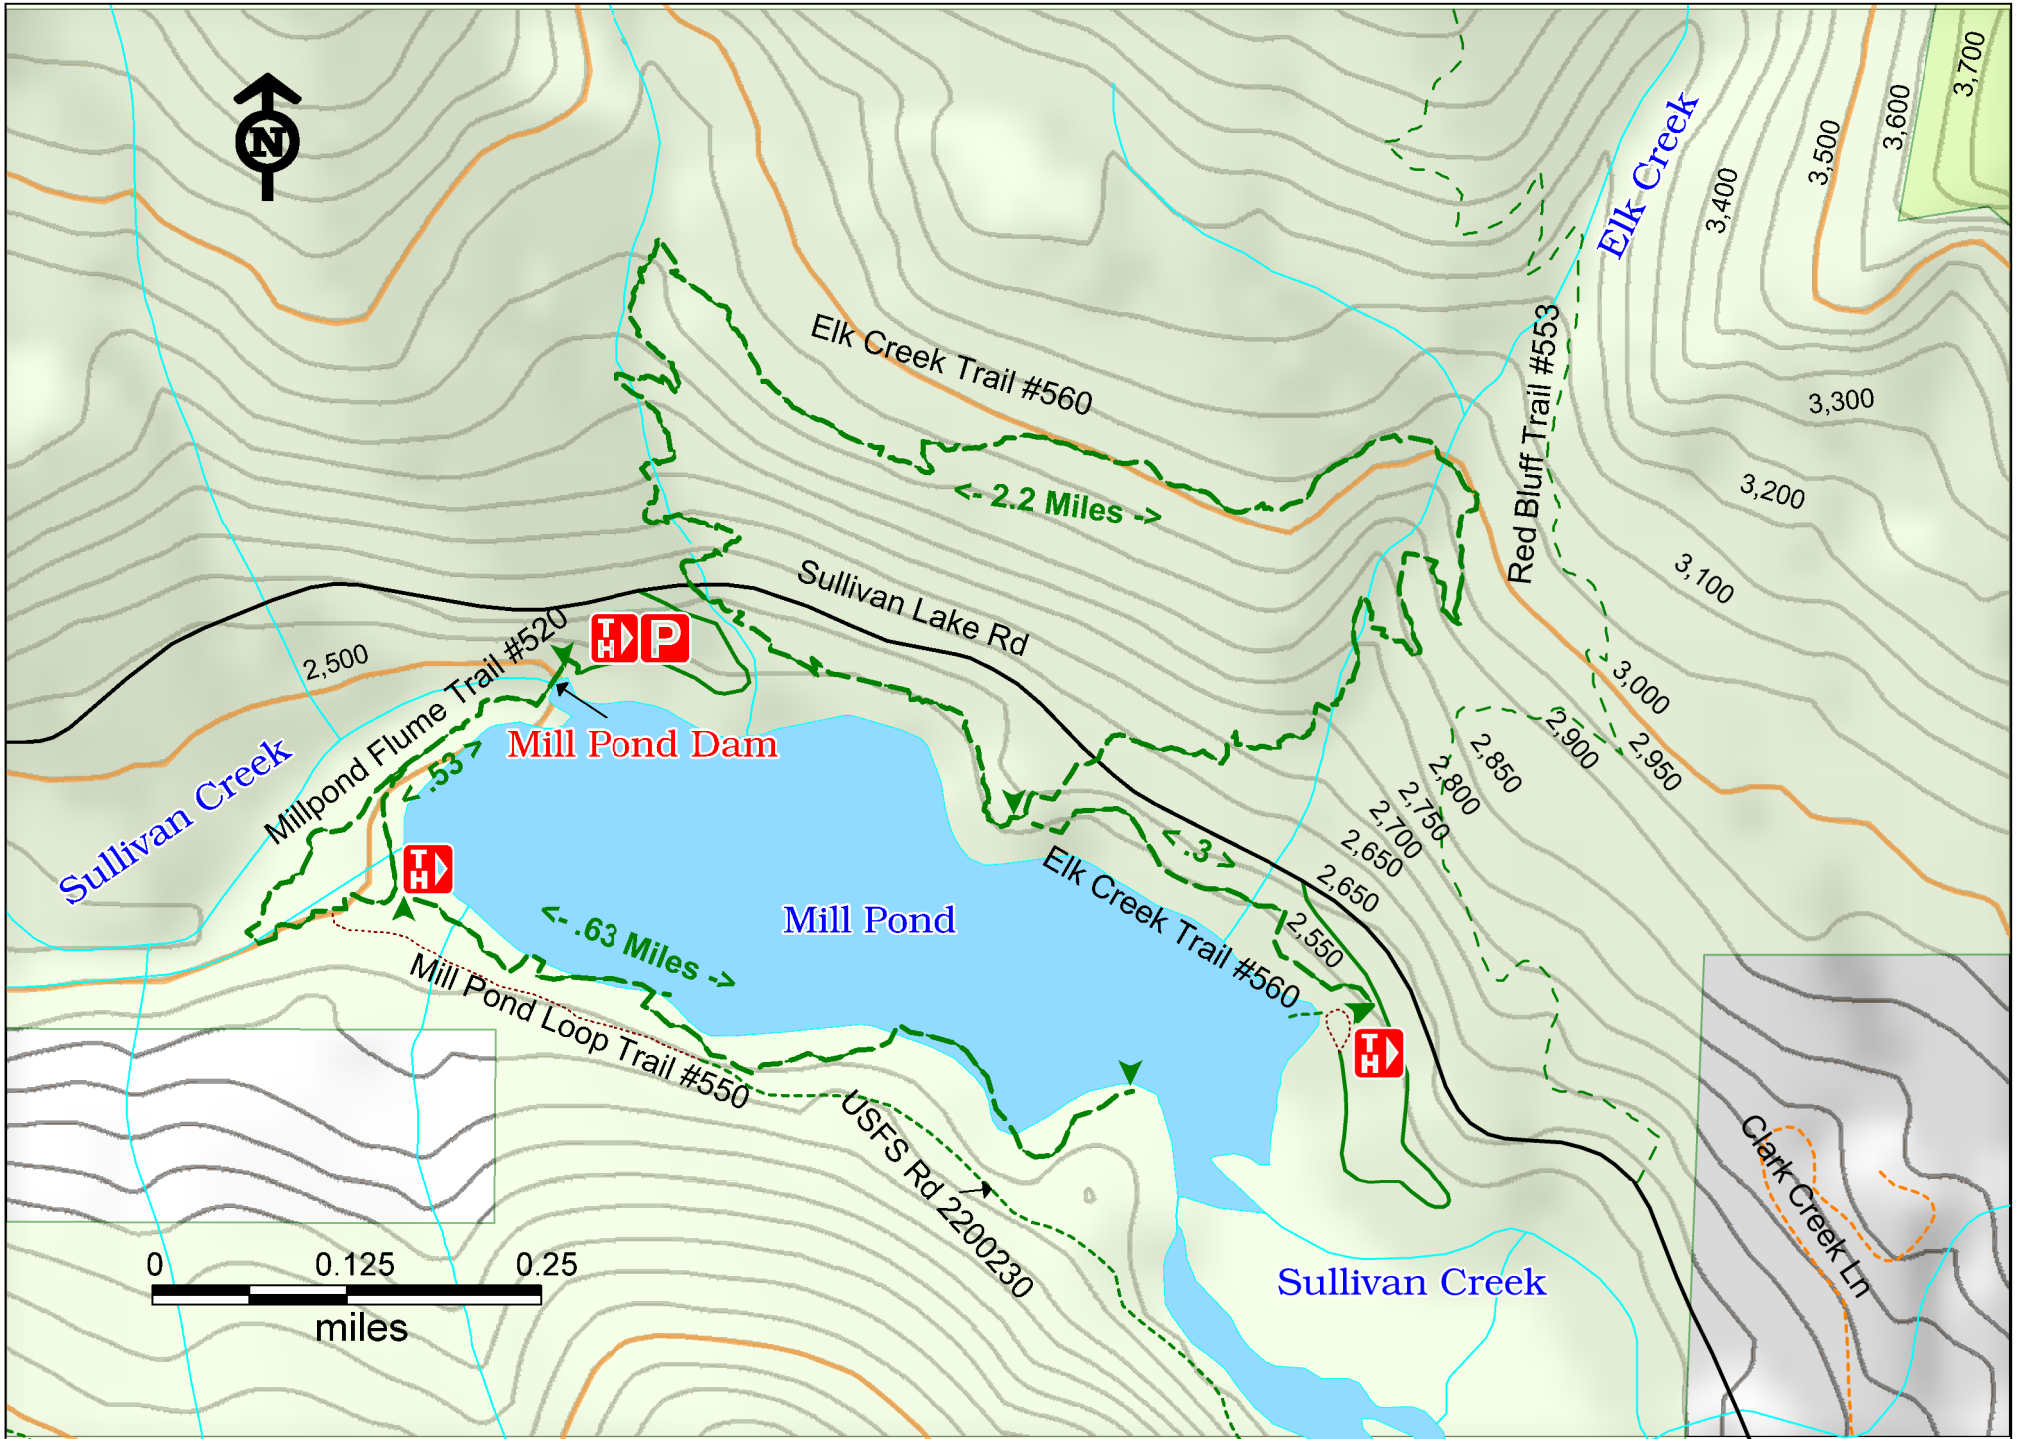 N
Elk Creek
3,700
3,600
3,500
3,400
3,300
3,200
3,100
3,000
2,950
2,900
2,850
2,800
2,750
2,700
2,650
2,650
2,550
Red Bluff Trail #553
Elk Creek Trail #560
<- 2.2 Miles ->
Sullivan Lake Rd
TH
P
2,500
Millpond Flume Trail #520
Mill Pond Dam
< .53 >
Sullivan Creek
TH
< .3 >
Elk Creek Trail #560
Mill Pond
<- .63 Miles ->
Mill Pond Loop Trail #550
TH
USFS Rd 2200230
Clark Creek Ln
Sullivan Creek
0 0.125 0.25
miles